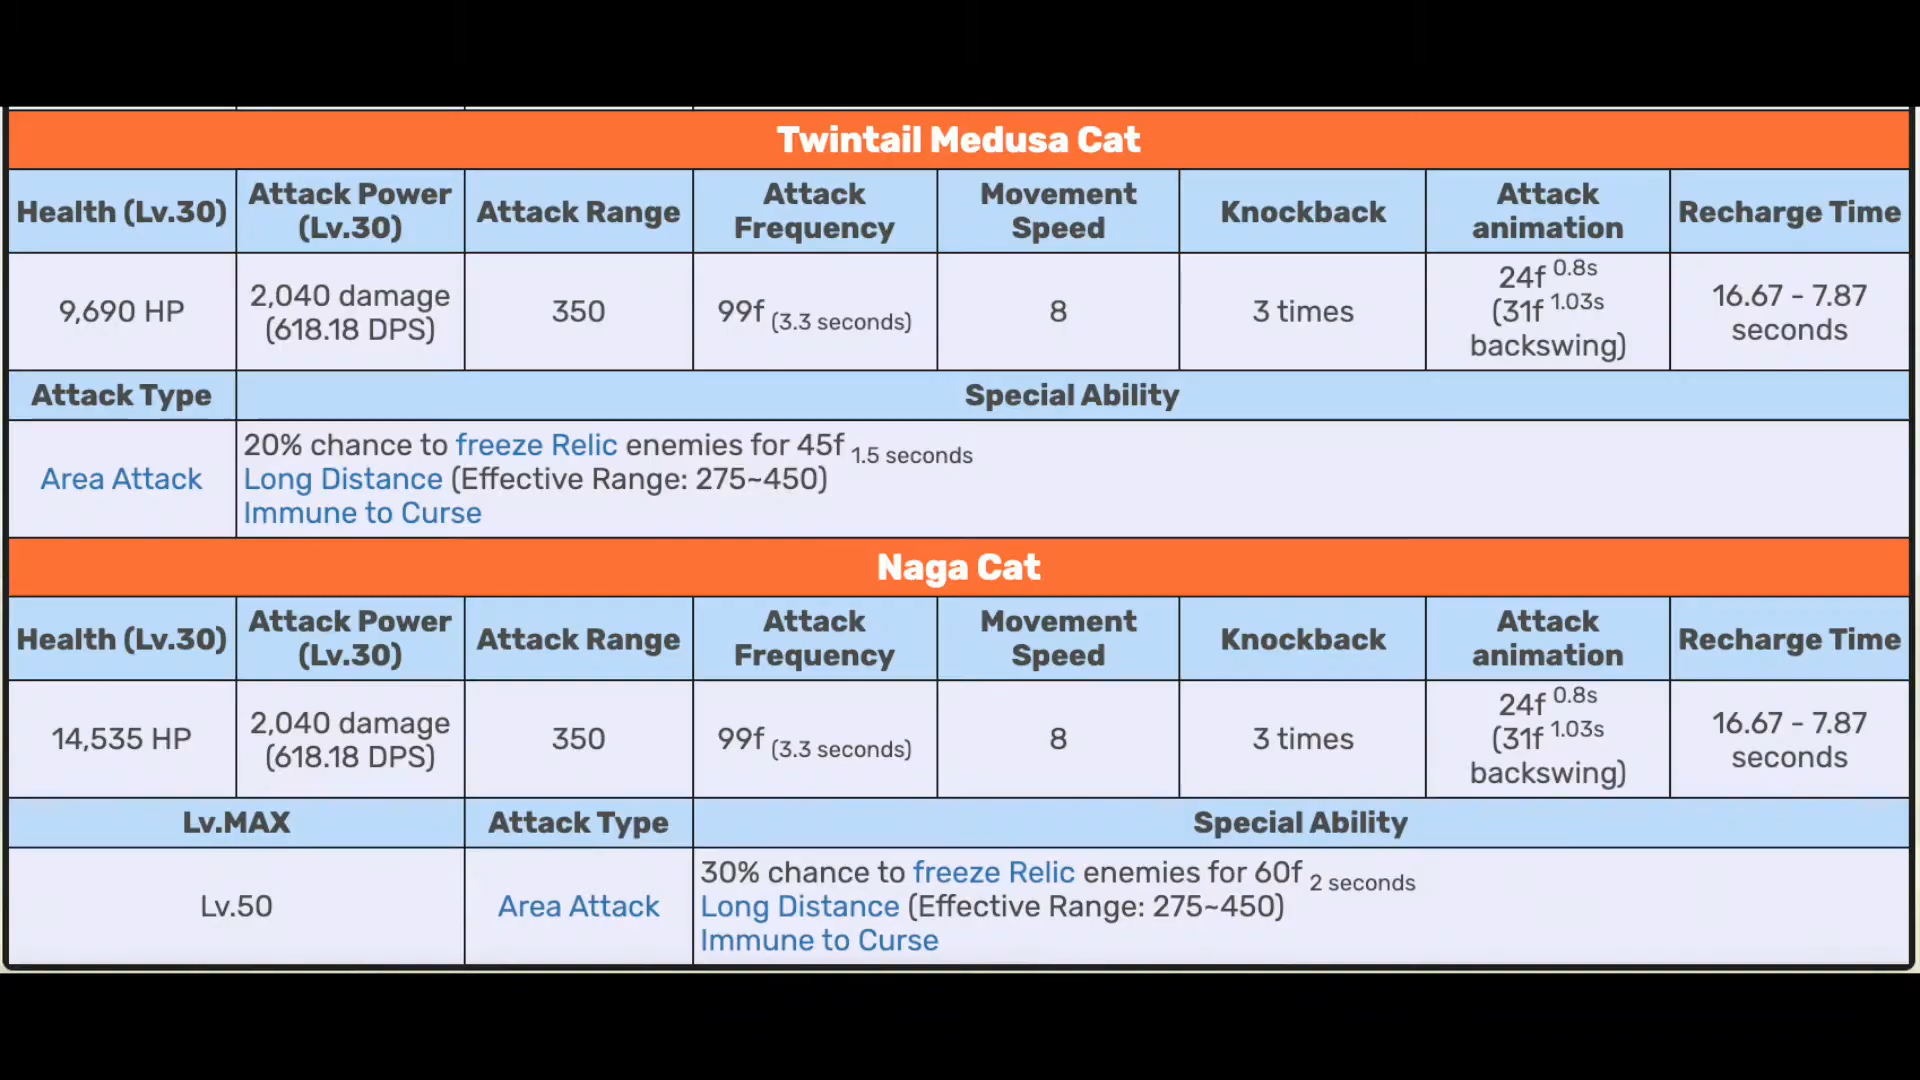 Twintail Medusa Cat
Health (Lv.30)
Attack Power
(Lv.30)
Attack Range
Attack
Frequency
Movement
Speed
Knockback
Attack
animation
Recharge Time
9,690 HP
2,040 damage
(618.18 DPS)
350
99f (3.3 seconds)
8
3 times
24f 0.8s
(31f 1.03s
backswing)
16.67 - 7.87
seconds
Attack Type
Special Ability
Area Attack
20% chance to freeze Relic enemies for 45f 1.5 seconds
Long Distance (Effective Range: 275~450)
Immune to Curse
Naga Cat
Health (Lv.30)
Attack Power
(Lv.30)
Attack Range
Attack
Frequency
Movement
Speed
Knockback
Attack
animation
Recharge Time
14,535 HP
2,040 damage
(618.18 DPS)
350
99f (3.3 seconds)
8
3 times
24f 0.8s
(31f 1.03s
backswing)
16.67 - 7.87
seconds
Lv.MAX
Attack Type
Special Ability
Lv.50
Area Attack
30% chance to freeze Relic enemies for 60f 2 seconds
Long Distance (Effective Range: 275~450)
Immune to Curse